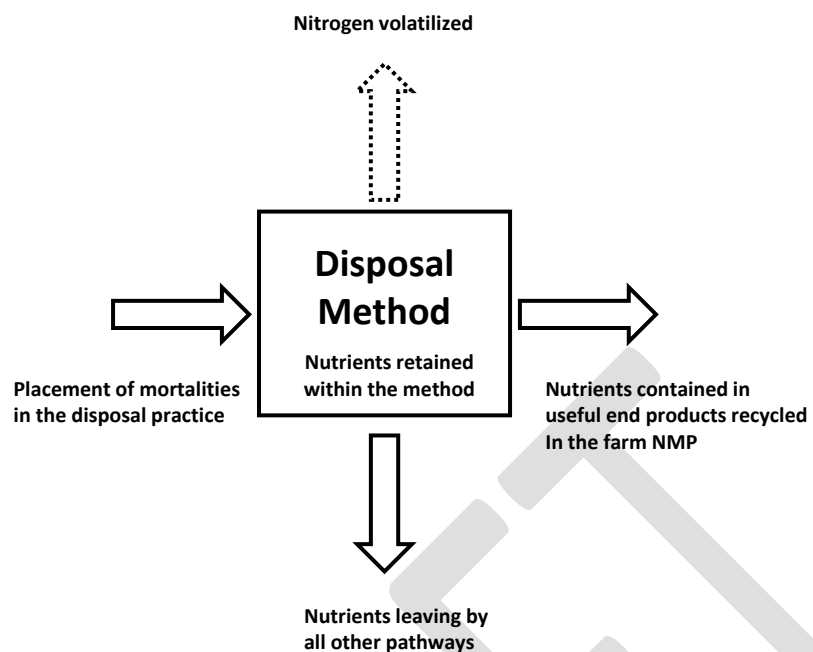 Nitrogen volatilized
Disposal
Method
Nutrients retained
within the method
Placement of mortalities
in the disposal practice
Nutrients contained in
useful end products recycled
In the farm NMP
Nutrients leaving by
all other pathways